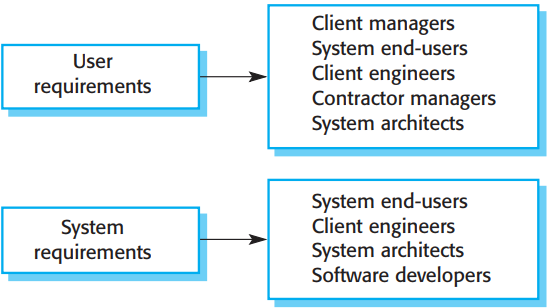 User
requirements
Client managers
System end-users
Client engineers
Contractor managers
System architects
System
requirements
System end-users
Client engineers
System architects
Software developers